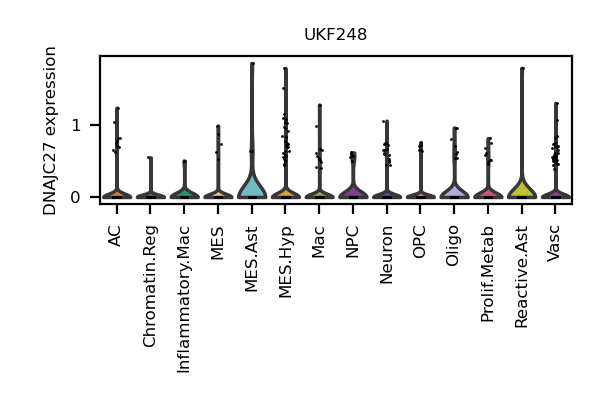 UKF248
DNAJC27 expression
1
0
AC
Chromatin.Reg
Inflammatory.Mac
MES
MES.Ast
MES.Hyp
Mac
NPC
Neuron
OPC
Oligo
Prolif.Metab
Reactive.Ast
Vasc